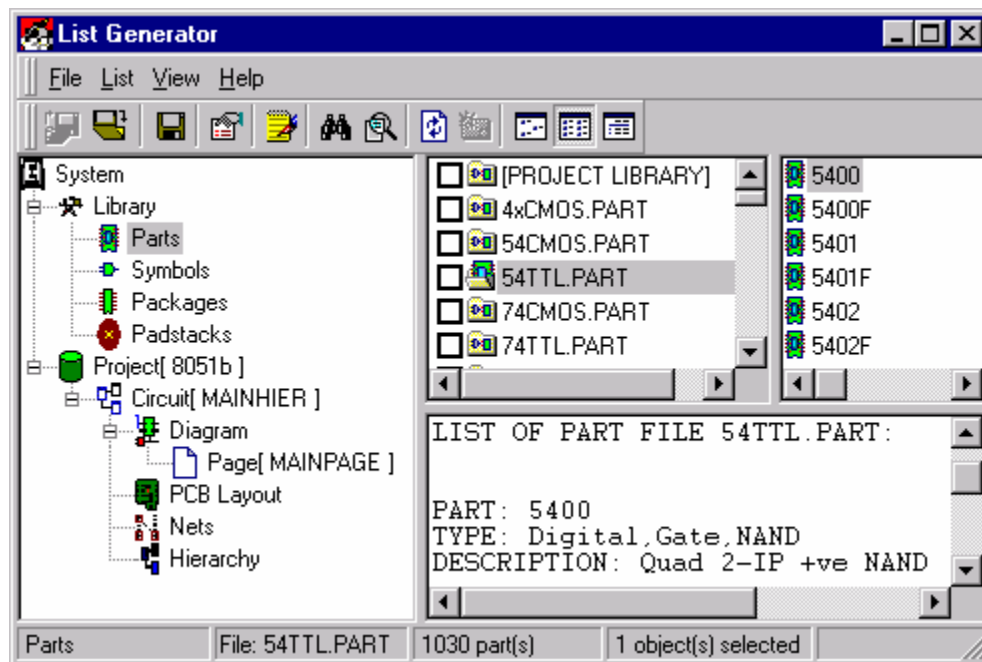 List Generator
File List View Help
System
Library
Parts
Symbols
Packages
Padstacks
Project[ 8051b ]
Circuit[ MAINHIER ]
Diagram
Page[ MAINPAGE ]
PCB Layout
Nets
Hierarchy
[PROJECT LIBRARY]
4xCMOS.PART
54CMOS.PART
54TTL.PART
74CMOS.PART
74TTL.PART
5400
5400F
5401
5401F
5402
5402F
LIST OF PART FILE 54TTL.PART:
PART: 5400
TYPE: Digital,Gate,NAND
DESCRIPTION: Quad 2-IP +ve NAND
Parts File: 54TTL.PART 1030 part(s) 1 object(s) selected